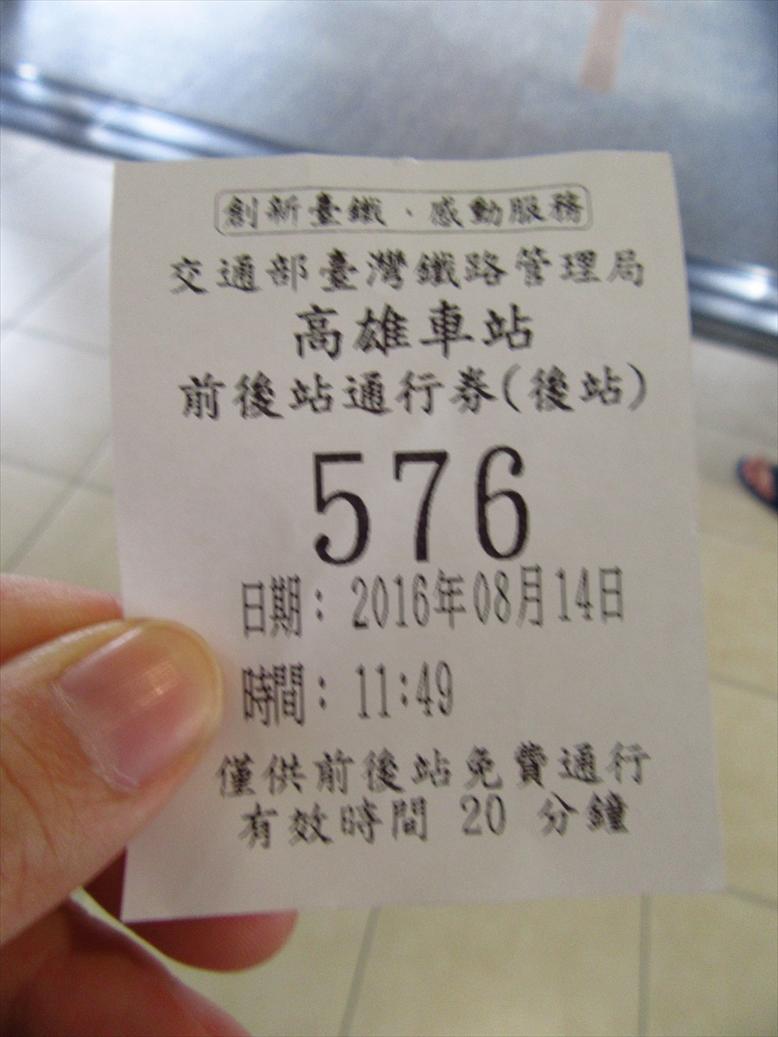 創新臺鐵、感動服務
交通部臺灣鐵路管理局
高雄車站
前後站通行券(後站)
576
日期：2016年08月14日
時間：11:49
僅供前後站免費通行
有效時間 20 分鐘